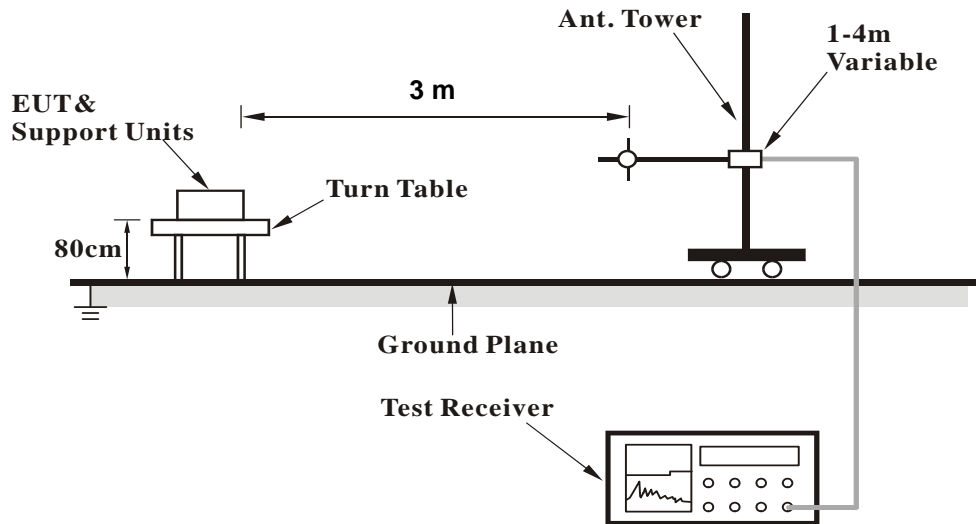 Ant. Tower
1-4m
Variable
3 m
EUT&
Support Units
Turn Table
80cm
Ground Plane
Test Receiver